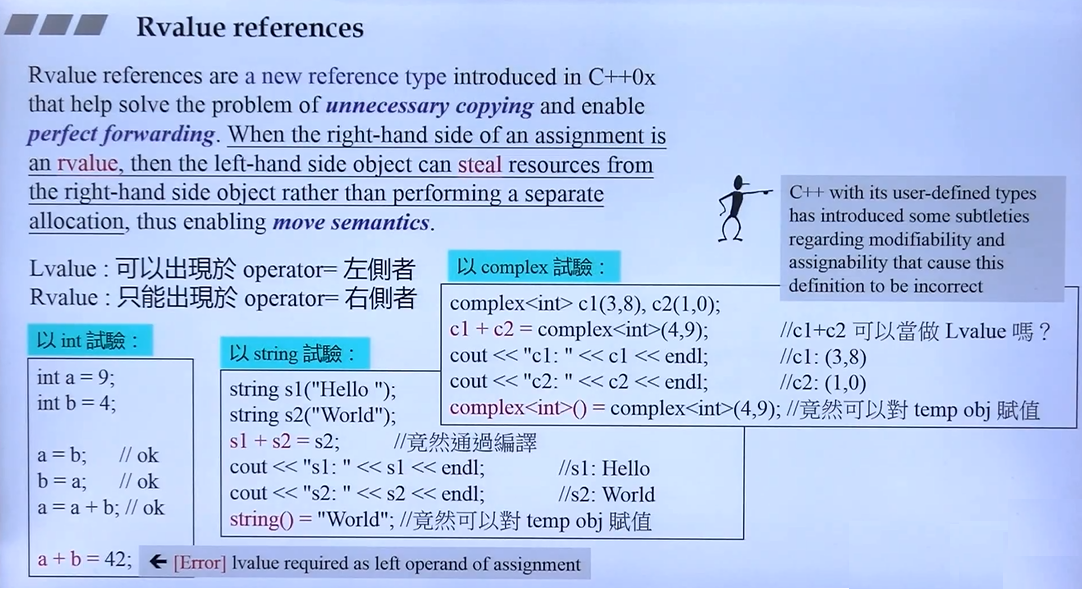 Rvalue references
Rvalue references are a new reference type introduced in C++0x
that help solve the problem of unnecessary copying and enable
perfect forwarding. When the right-hand side of an assignment is
an rvalue, then the left-hand side object can steal resources from
the right-hand side object rather than performing a separate
allocation, thus enabling move semantics.
C++ with its user-defined types
has introduced some subtleties
regarding modifiability and
assignability that cause this
definition to be incorrect
Lvalue : 可以出現於 operator= 左側者
Rvalue : 只能出現於 operator= 右側者
以 int 試驗：
int a = 9;
int b = 4;
a = b; // ok
b = a; // ok
a = a + b; // ok
a + b = 42; 🡸 [Error] lvalue required as left operand of assignment
以 string 試驗：
string s1("Hello ");
string s2("World");
s1 + s2 = s2; //竟然通過編譯
cout << "s1: " << s1 << endl; //s1: Hello
cout << "s2: " << s2 << endl; //s2: World
string() = "World"; //竟然可以對 temp obj 賦值
以 complex 試驗：
complex<int> c1(3,8), c2(1,0);
c1 + c2 = complex<int>(4,9); //c1+c2 可以當做 Lvalue 嗎？
cout << "c1: " << c1 << endl; //c1: (3,8)
cout << "c2: " << c2 << endl; //c2: (1,0)
complex<int>() = complex<int>(4,9); //竟然可以對 temp obj 賦值